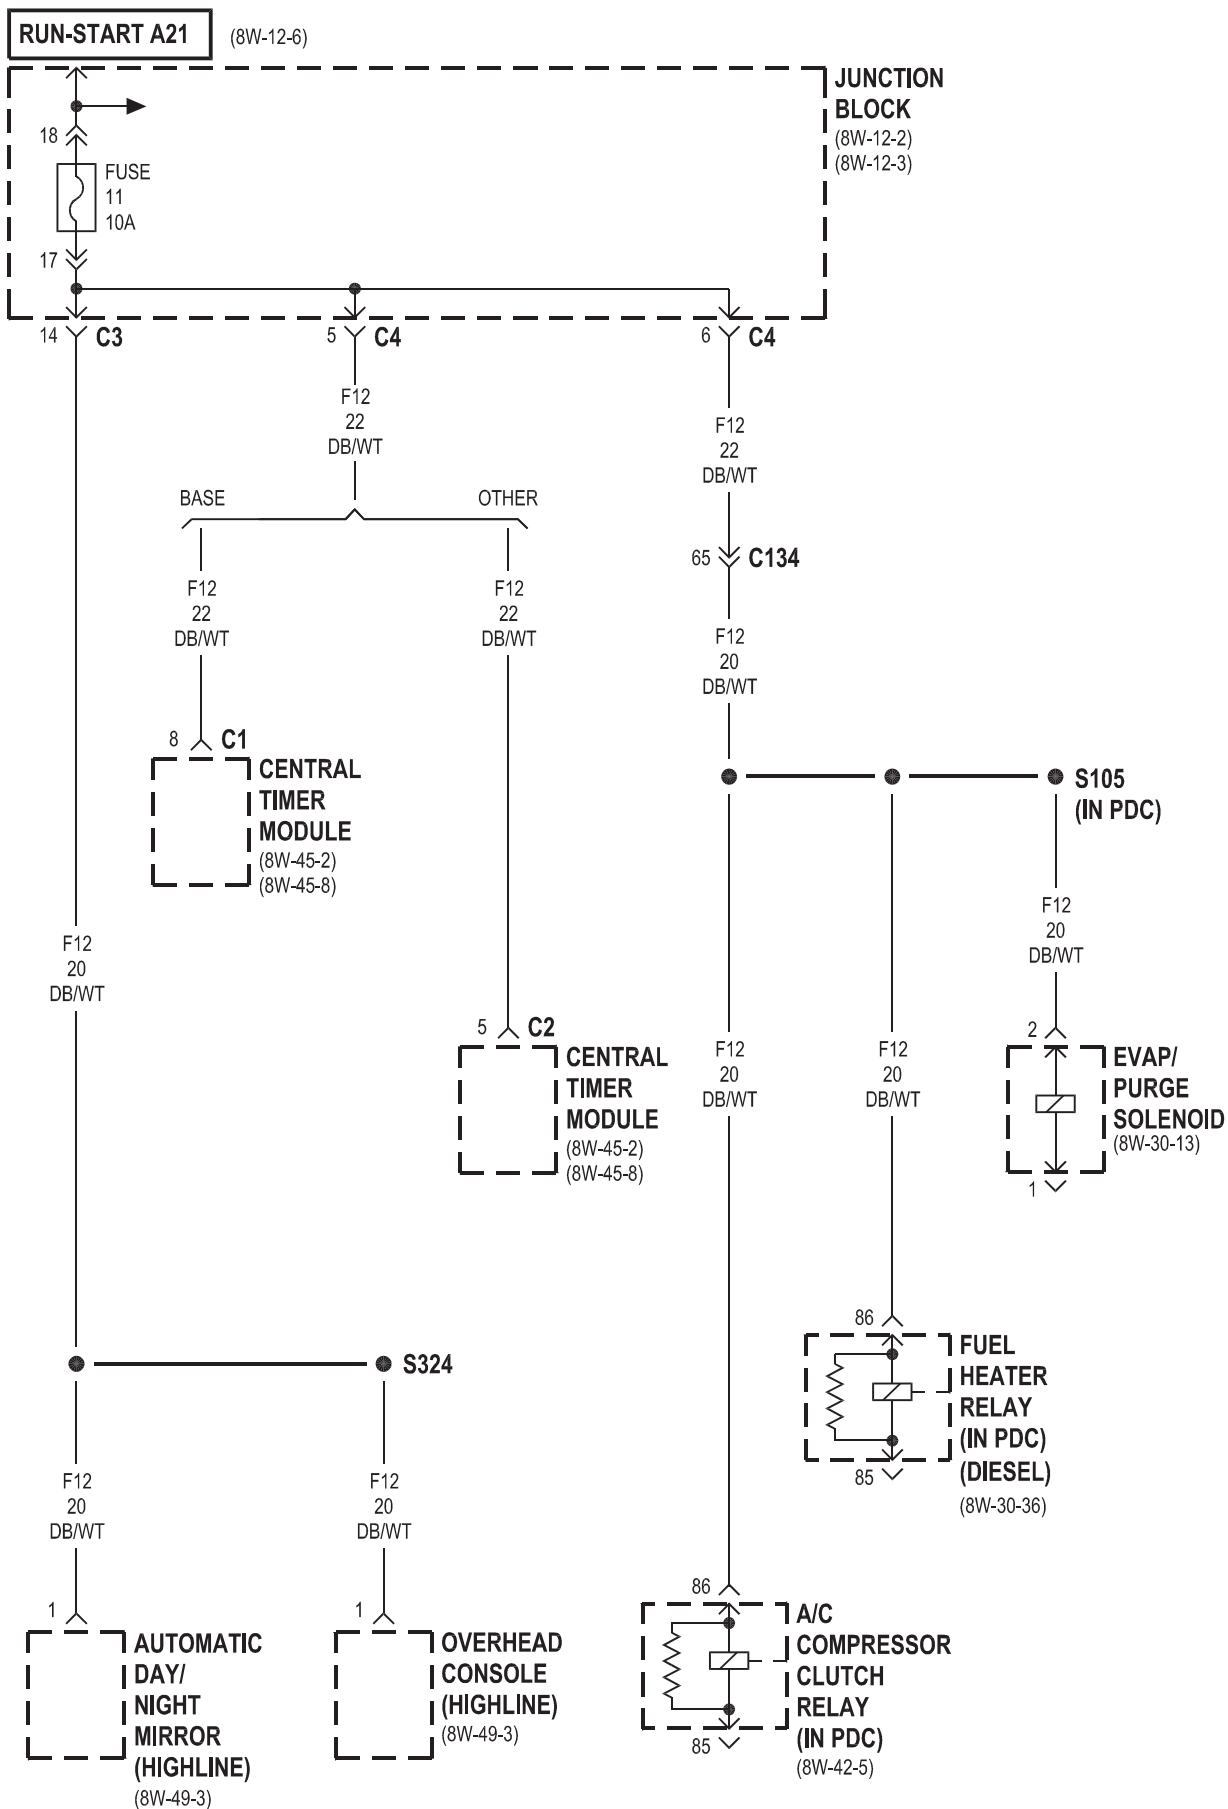 RUN-START A21
(8W-12-6)
JUNCTION
BLOCK
(8W-12-2)
(8W-12-3)
18
FUSE
11
10A
17
14
C3
5
C4
6
C4
F12
22
DB/WT
F12
22
DB/WT
BASE
OTHER
65
C134
F12
22
DB/WT
F12
22
DB/WT
F12
20
DB/WT
8
C1
CENTRAL
TIMER
MODULE
(8W-45-2)
(8W-45-8)
S105
(IN PDC)
F12
20
DB/WT
F12
20
DB/WT
5
C2
CENTRAL
TIMER
MODULE
(8W-45-2)
(8W-45-8)
F12
20
DB/WT
F12
20
DB/WT
2
EVAP/
PURGE
SOLENOID
(8W-30-13)
1
86
FUEL
HEATER
RELAY
(IN PDC)
(DIESEL)
(8W-30-36)
85
S324
F12
20
DB/WT
F12
20
DB/WT
1
AUTOMATIC
DAY/
NIGHT
MIRROR
(HIGHLINE)
(8W-49-3)
1
OVERHEAD
CONSOLE
(HIGHLINE)
(8W-49-3)
86
A/C
COMPRESSOR
CLUTCH
RELAY
(IN PDC)
(8W-42-5)
85